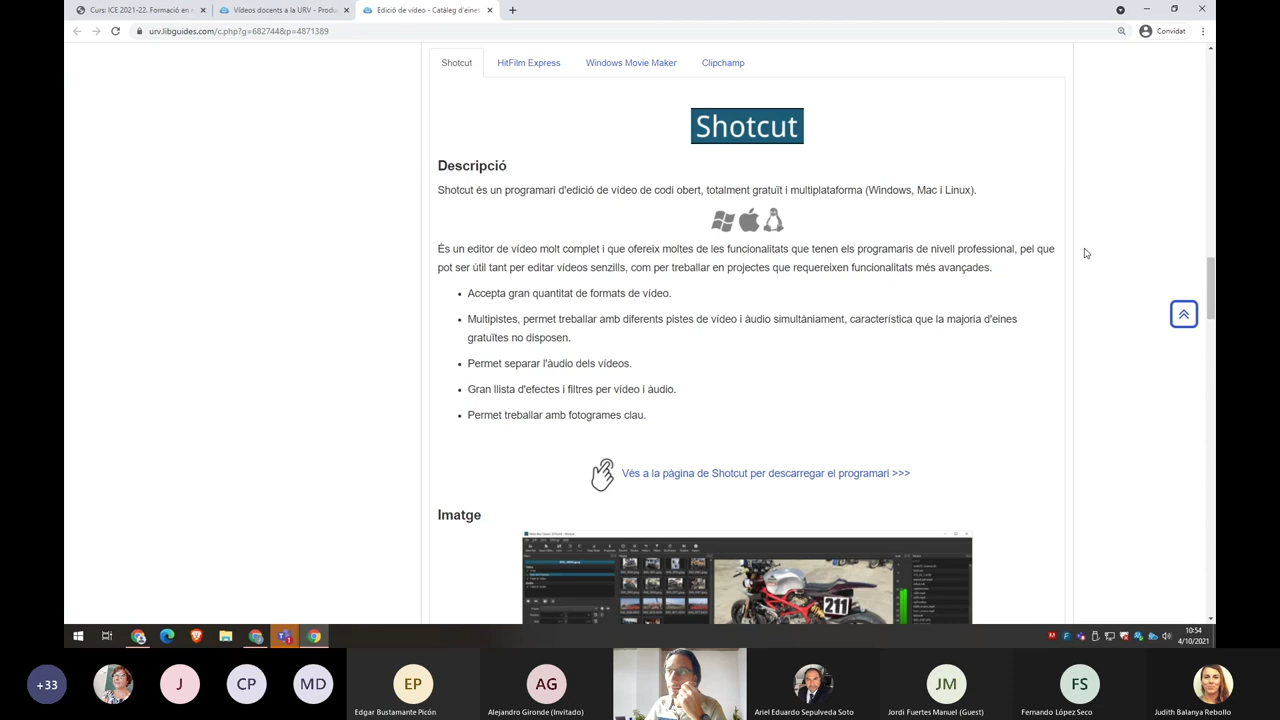 Curs: ICE 2021-22. Formació en
Vídeos docents a la URV - Produ
Edició de vídeo - Catàleg d'eines
urv.libguides.com/c.php?g=682744&p=4871389
Convidat
Shotcut
HitFilm Express
Windows Movie Maker
Clipchamp
Shotcut
Descripció
Shotcut és un programari d'edició de vídeo de codi obert, totalment gratuït i multiplataforma (Windows, Mac i Linux).
És un editor de vídeo molt complet i que ofereix moltes de les funcionalitats que tenen els programaris de nivell professional, pel que
pot ser útil tant per editar vídeos senzills, com per treballar en projectes que requereixen funcionalitats més avançades.
Accepta gran quantitat de formats de vídeo.
Multipistes, permet treballar amb diferents pistes de vídeo i àudio simultàniament, característica que la majoria d'eines
gratuïtes no disposen.
Permet separar l'àudio dels vídeos.
Gran llista d'efectes i filtres per vídeo i àudio.
Permet treballar amb fotogrames clau.
Vés a la pàgina de Shotcut per descarregar el programari >>>
Imatge
211
10:54
4/10/2021
+33
J
CP
MD
EP
AG
JM
FS
Edgar Bustamante Picón
Alejandro Gironde (Invitado)
Ariel Eduardo Sepulveda Soto
Jordi Fuertes Manuel (Guest)
Fernando López Seco
Judith Balanya Rebollo